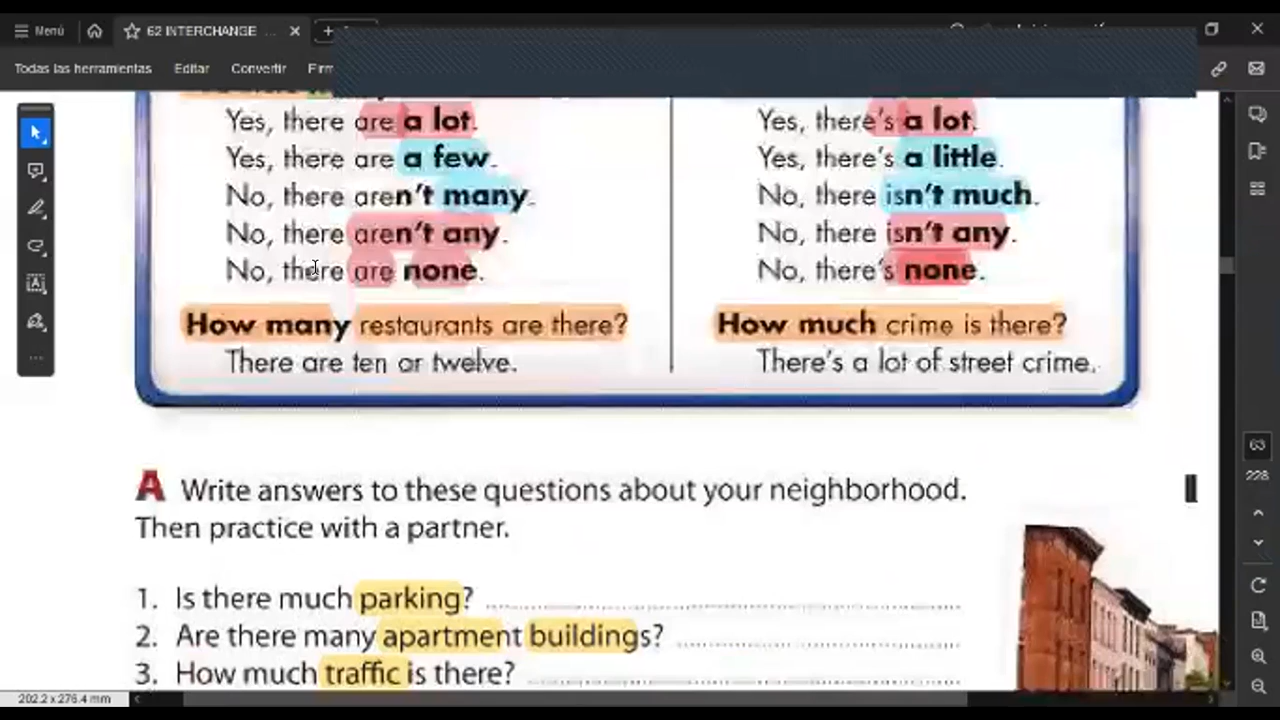 Menú
62 INTERCHANGE ...
Todas las herramientas
Editar
Convertir
Yes, there are a lot.
Yes, there are a few.
No, there aren't many.
No, there aren't any.
No, there are none.
How many restaurants are there?
There are ten or twelve.
Yes, there's a lot.
Yes, there's a little.
No, there isn't much.
No, there isn't any.
No, there's none.
How much crime is there?
There's a lot of street crime.
A Write answers to these questions about your neighborhood.
Then practice with a partner.
1. Is there much parking?
2. Are there many apartment buildings?
3. How much traffic is there?
63
228
202.2 x 276.4 mm